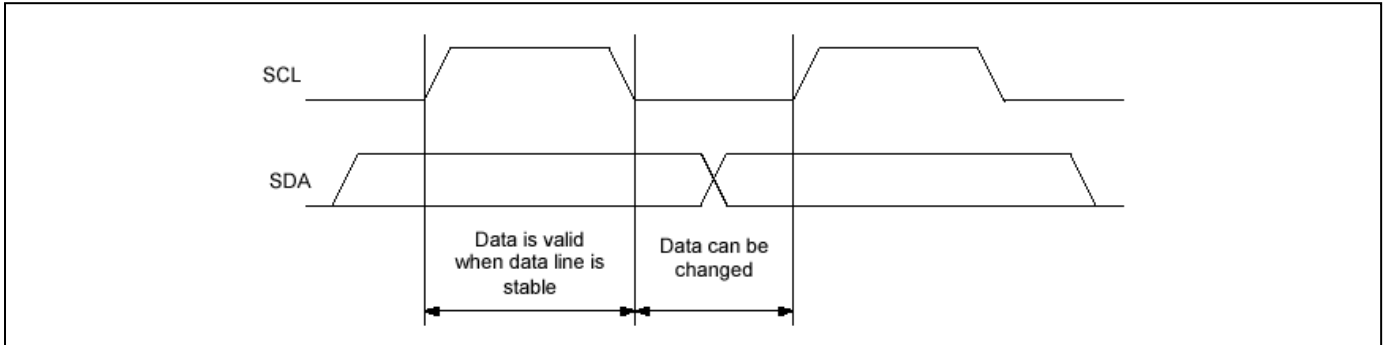 SCL
SDA
Data is valid
when data line is
stable
Data can be
changed